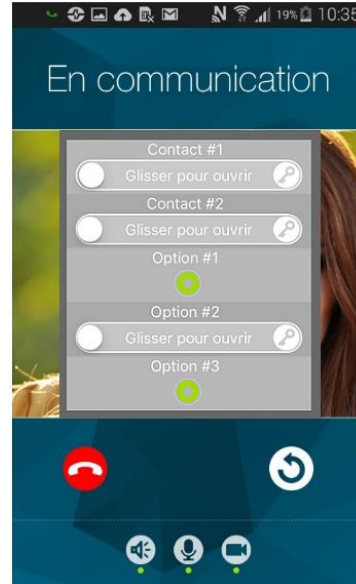 19% 10:35
En communication
Contact #1
Glisser pour ouvrir
Contact #2
Glisser pour ouvrir
Option #1
Option #2
Glisser pour ouvrir
Option #3